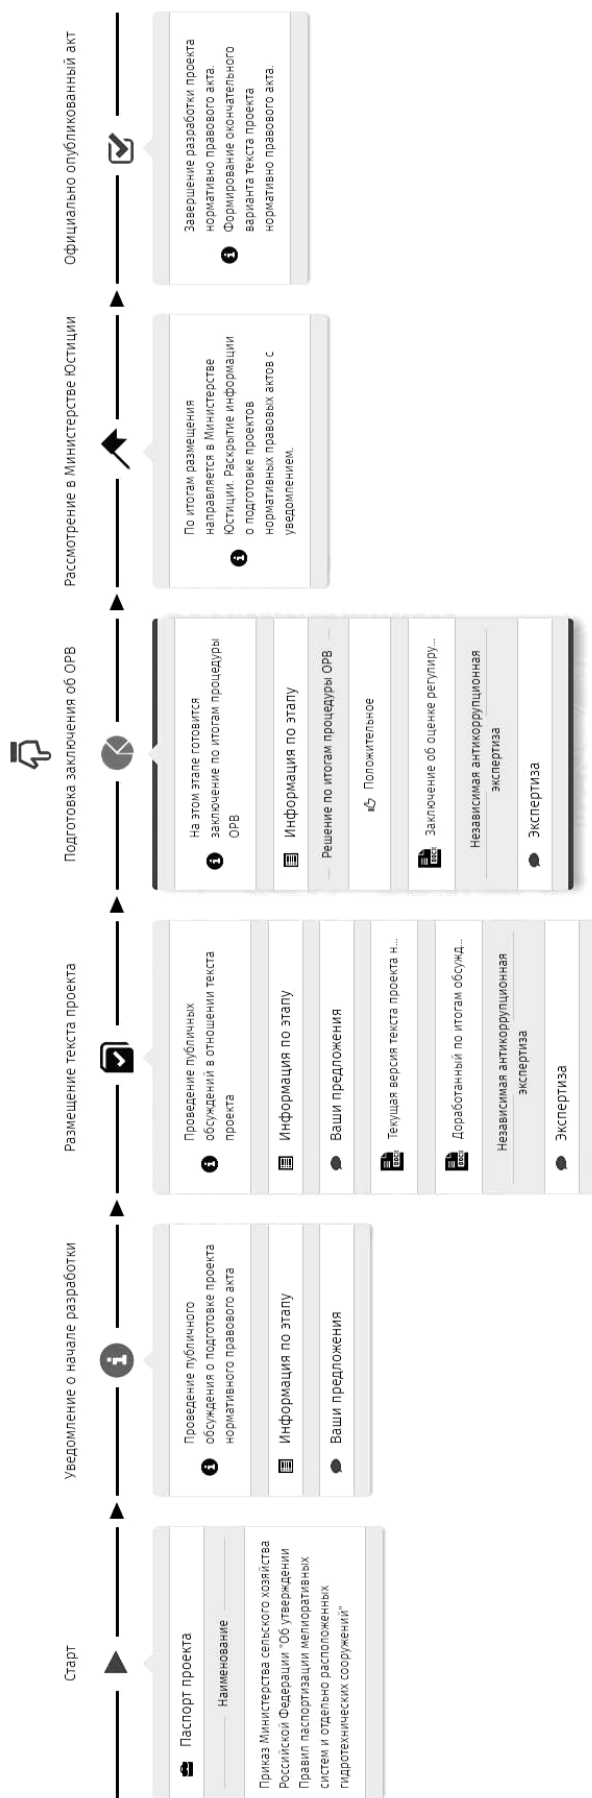 Старт
Паспорт проекта
Наименование
Приказ Министерства сельского хозяйства
Российской Федерации "Об утверждении
Правил паспортизации мелиоративных
систем и отдельно расположенных
гидротехнических сооружений"
Уведомление о начале разработки
Проведение публичного
обсуждения о подготовке проекта
нормативного правового акта
Информация по этапу
Ваши предложения
Размещение текста проекта
Проведение публичных
обсуждений в отношении текста
проекта
Информация по этапу
Ваши предложения
Текущая версия текста проекта н...
Доработанный по итогам обсужд...
Независимая антикоррупционная
экспертиза
Экспертиза
Подготовка заключения об ОРВ
На этом этапе готовится
заключение по итогам процедуры
ОРВ
Информация по этапу
Решение по итогам процедуры ОРВ
Положительное
Заключение об оценке регулиру...
Независимая антикоррупционная
экспертиза
Экспертиза
Рассмотрение в Министерстве Юстиции
По итогам размещения
направляется в Министерстве
Юстиции. Раскрытие информации
о подготовке проектов
нормативных правовых актов с
уведомлением.
Официально опубликованный акт
Завершение разработки проекта
нормативно правового акта.
Формирование окончательного
варианта текста проекта
нормативно правового акта.